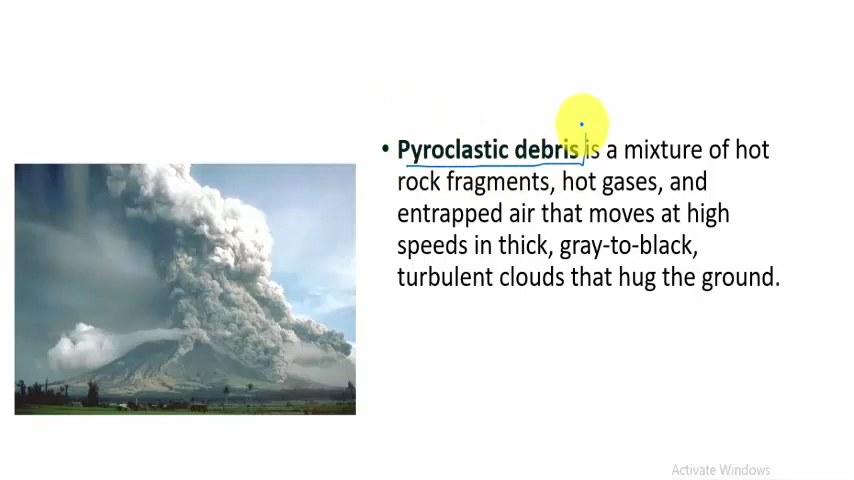 • Pyroclastic debris is a mixture of hot
rock fragments, hot gases, and
entrapped air that moves at high
speeds in thick, gray-to-black,
turbulent clouds that hug the ground.
Activate Windows